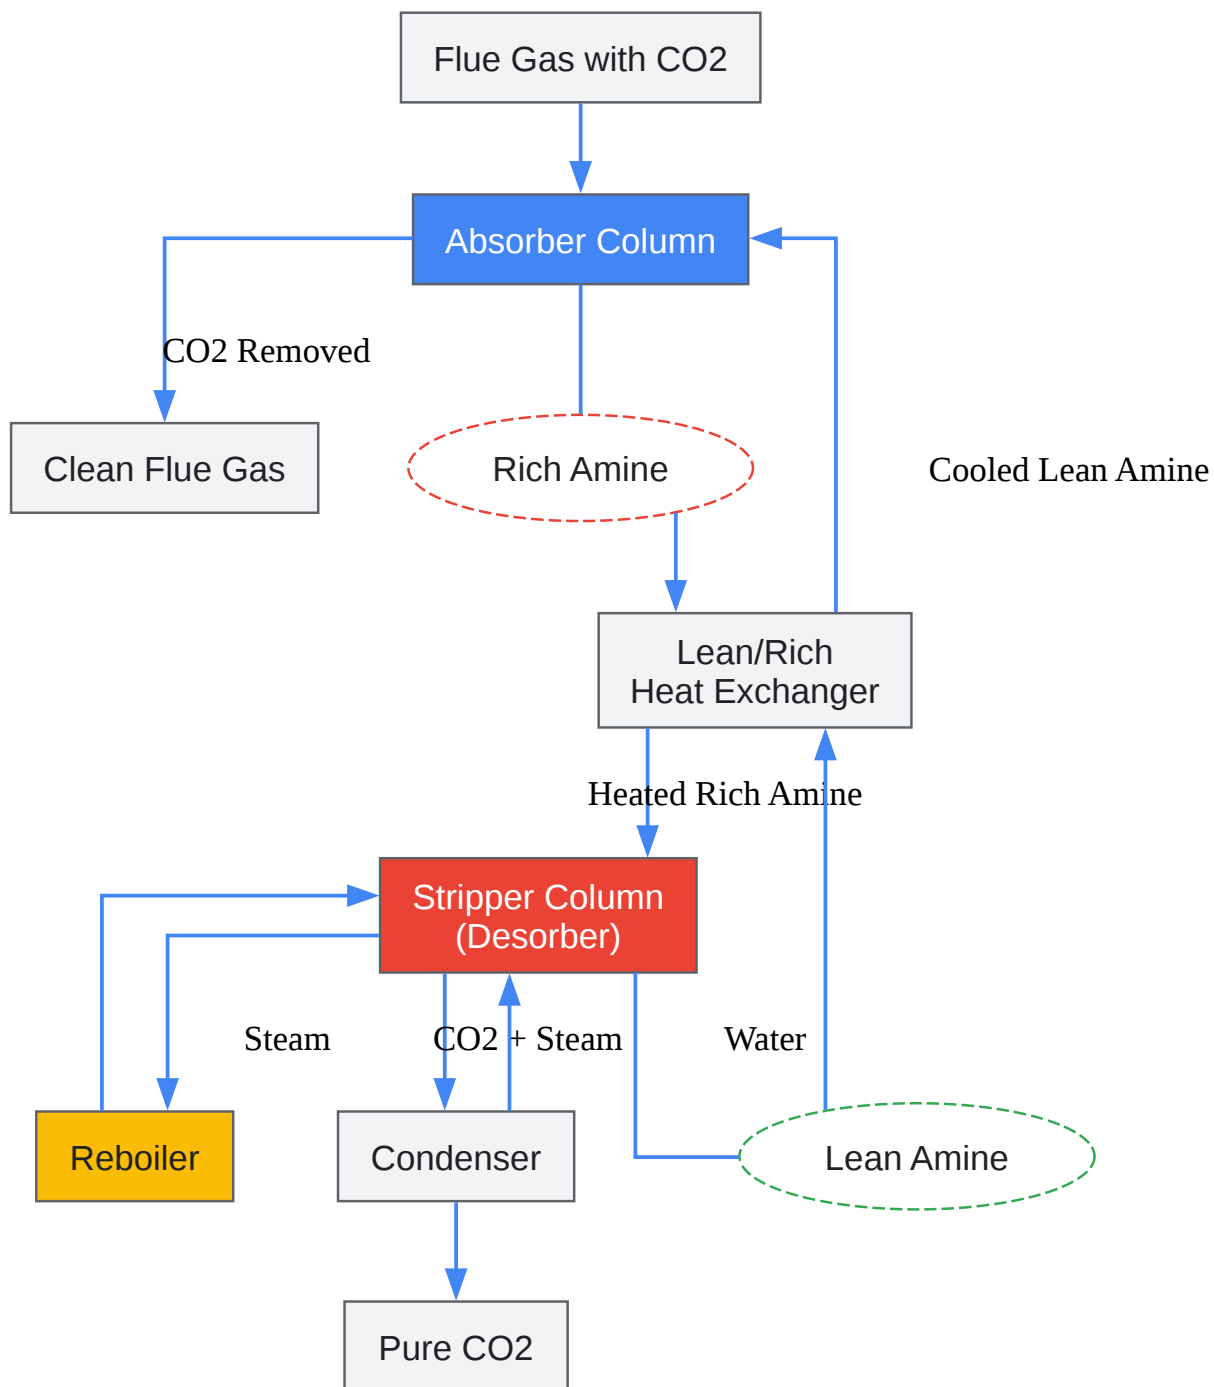 Flue Gas with CO2
Absorber Column
CO2 Removed
Clean Flue Gas
Rich Amine
Cooled Lean Amine
Lean/Rich
Heat Exchanger
Heated Rich Amine
Stripper Column
(Desorber)
Steam
CO2 + Steam
Water
Reboiler
Condenser
Lean Amine
Pure CO2